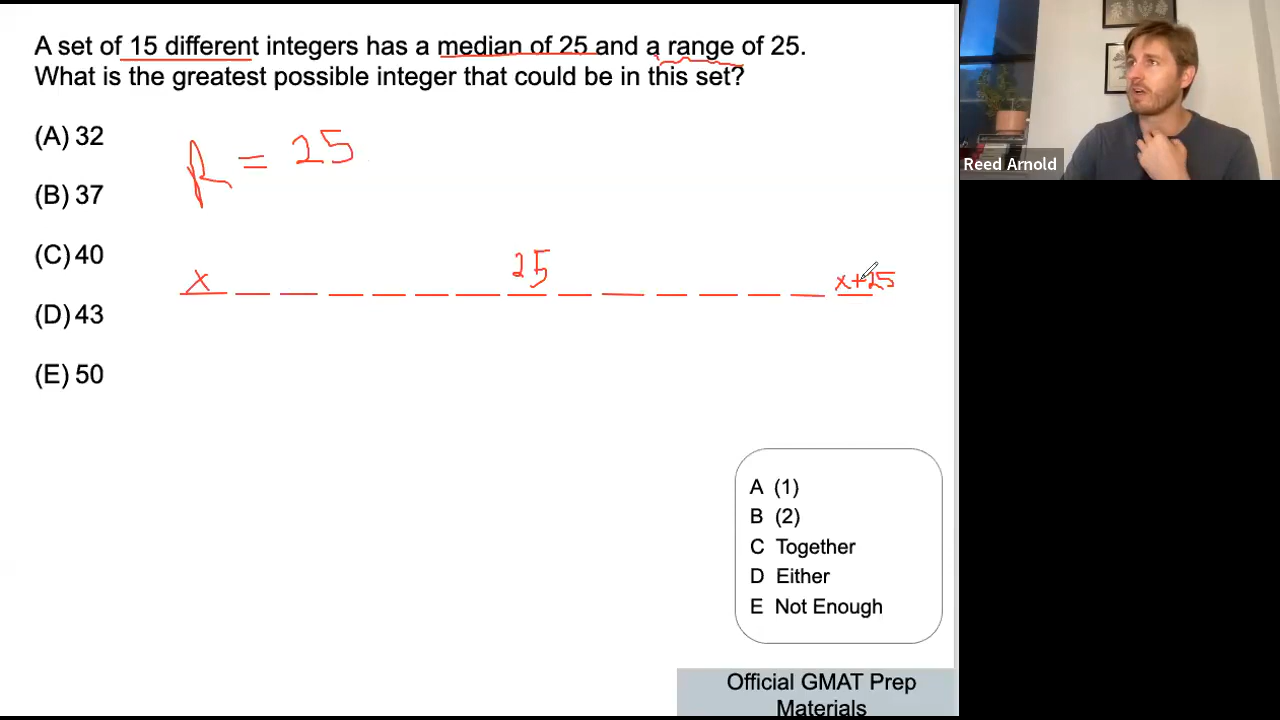 A set of 15 different integers has a median of 25 and a range of 25.
What is the greatest possible integer that could be in this set?
(A) 32
(B) 37
(C) 40
(D) 43
(E) 50
R = 25
x 25 x+25
A (1)
B (2)
C Together
D Either
E Not Enough
Official GMAT Prep
Materials
Reed Arnold